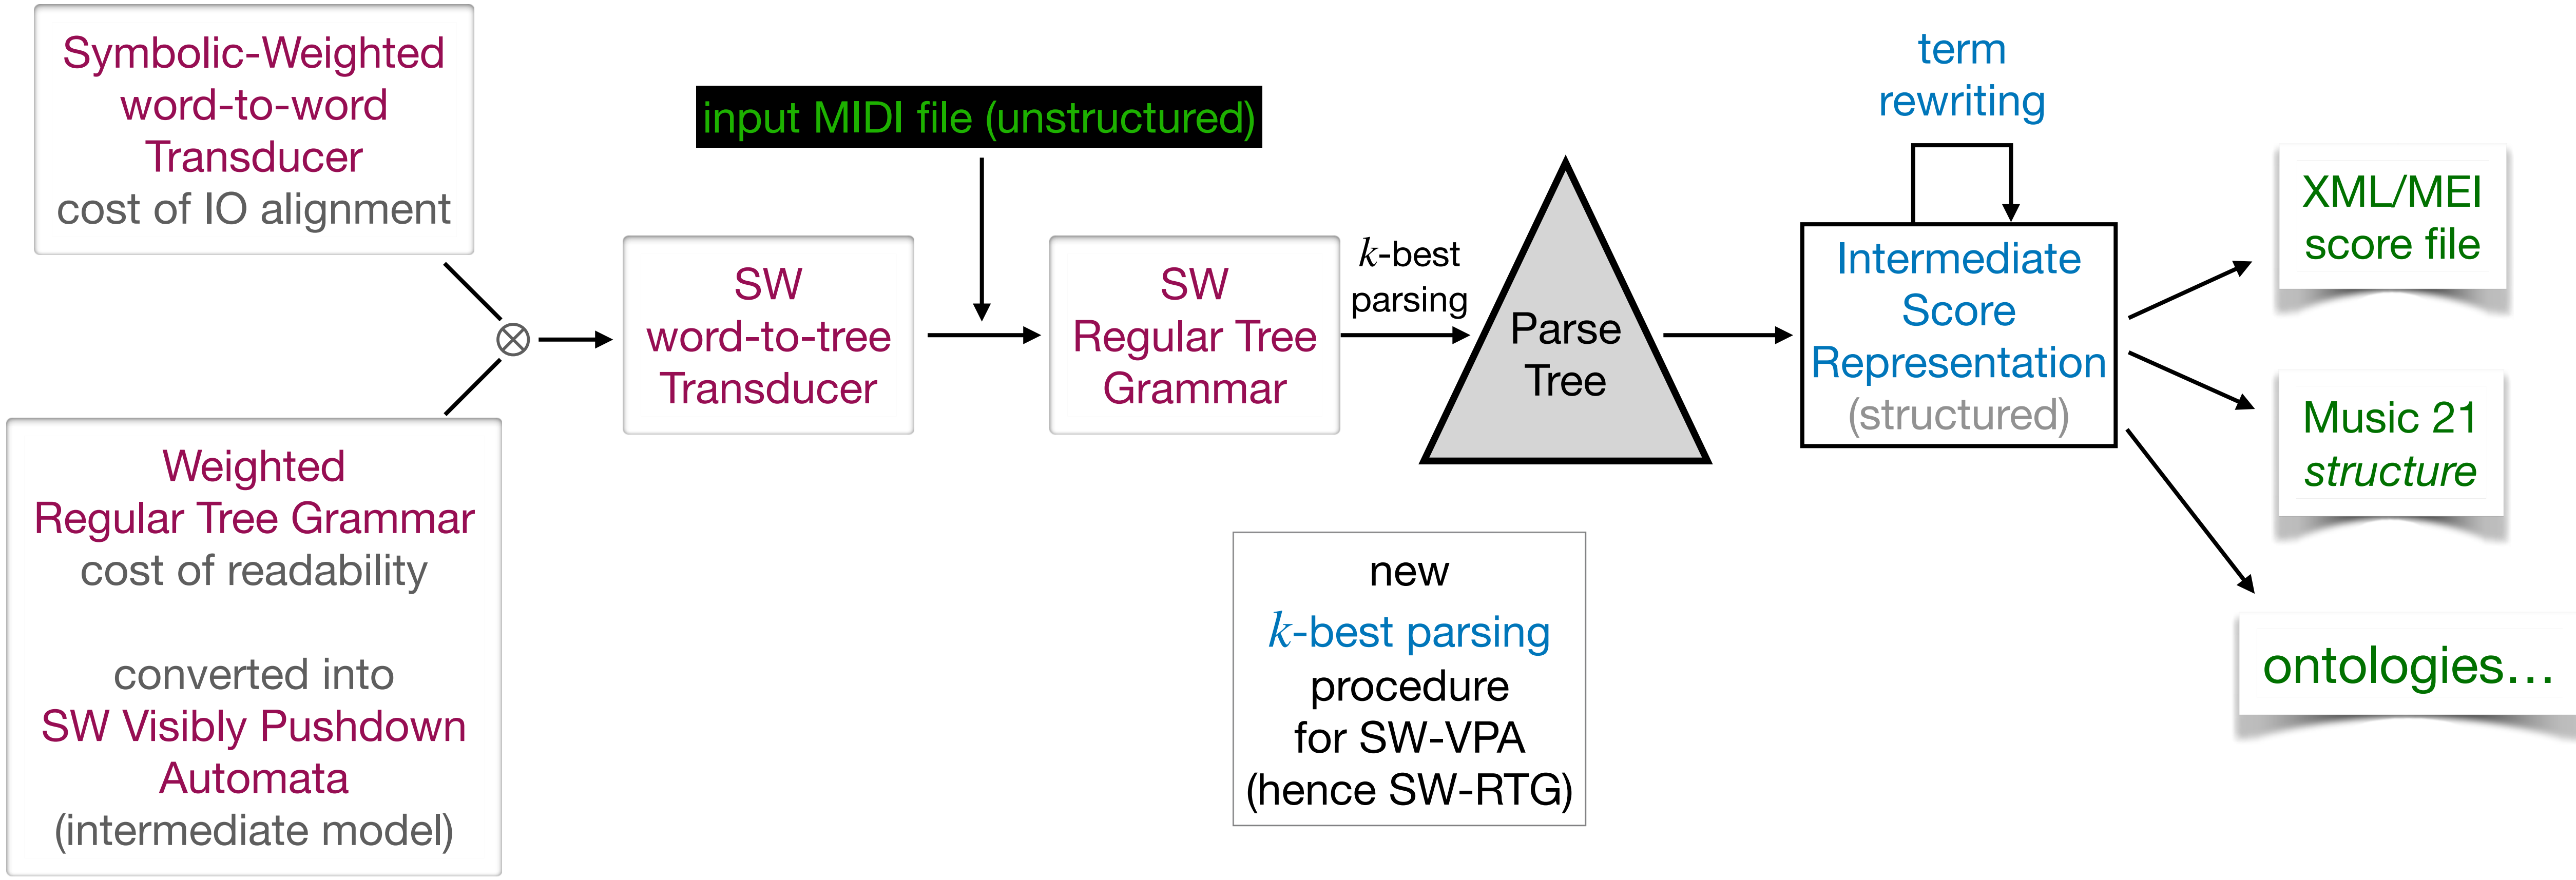 Symbolic-Weighted
word-to-word
Transducer
cost of IO alignment
Weighted
Regular Tree Grammar
cost of readability
converted into
SW Visibly Pushdown
Automata
(intermediate model)
SW
word-to-tree
Transducer
input MIDI file (unstructured)
SW
Regular Tree
Grammar
k-best
parsing
Parse
Tree
new
k-best parsing
procedure
for SW-VPA
(hence SW-RTG)
term
rewriting
Intermediate
Score
Representation
(structured)
XML/MEI
score file
Music 21
structure
ontologies…